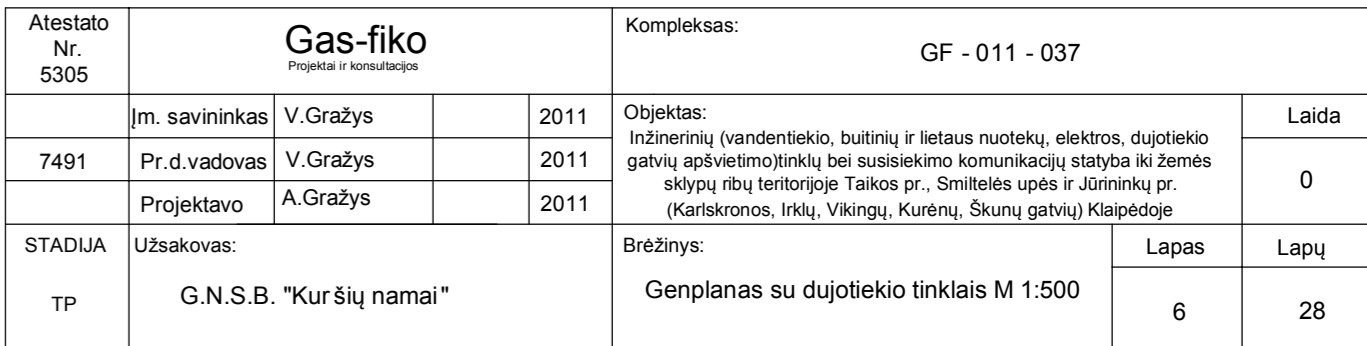 Atestato
Nr.
5305
Gas-fiko
Projektai ir konsultacijos
Kompleksas:
GF - 011 - 037
Įm. savininkas V.Gražys 2011
7491 Pr.d.vadovas V.Gražys 2011
Projektavo A.Gražys 2011
Objektas:
Inžinerinių (vandentiekio, buitinių ir lietaus nuotekų, elektros, dujotiekio
gatvių apšvietimo)tinklų bei susisiekimo komunikacijų statyba iki žemės
sklypų ribų teritorijoje Taikos pr., Smiltelės upės ir Jūrininkų pr.
(Karlskronos, Irklų, Vikingų, Kurėnų, Škunų gatvių) Klaipėdoje
Laida
0
STADIJA
TP
Užsakovas:
G.N.S.B. "Kuršių namai"
Brėžinys:
Genplanas su dujotiekio tinklais M 1:500
Lapas
6
Lapų
28